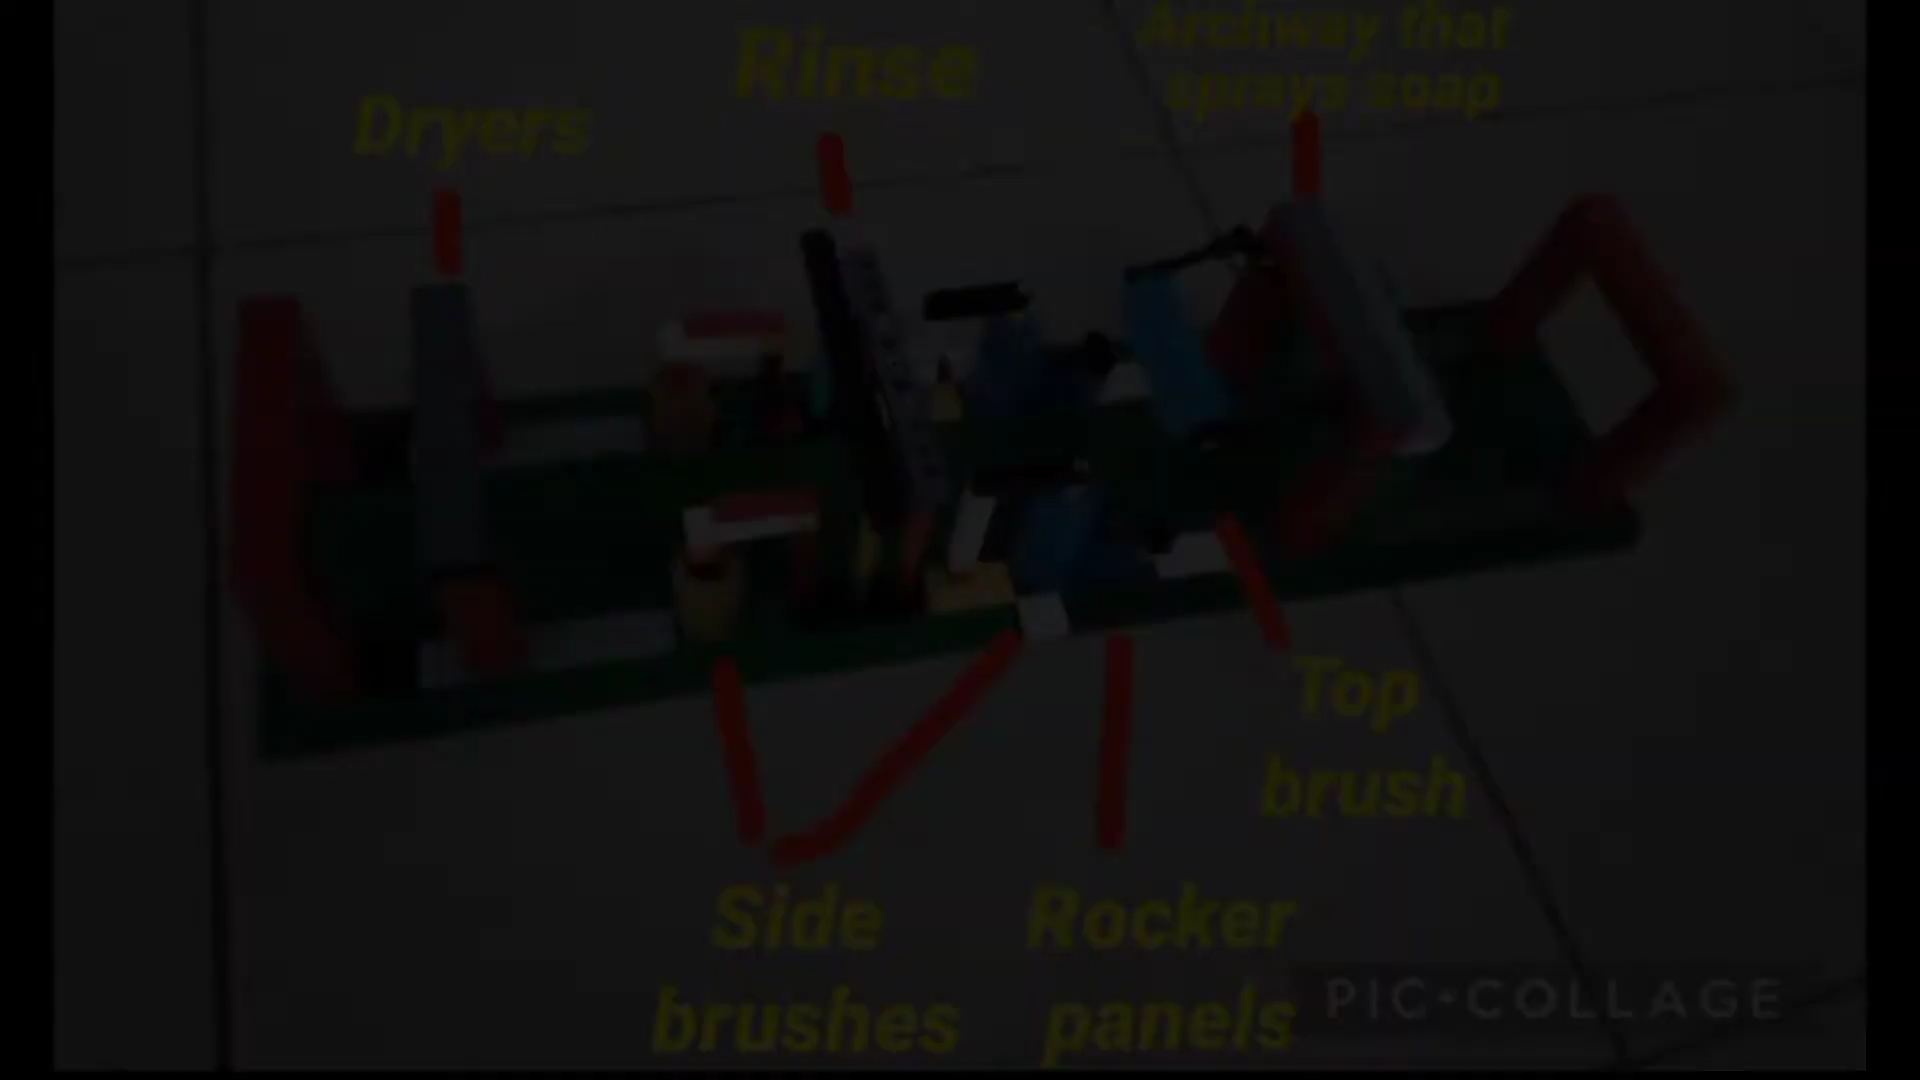 Archway that
sprays soap
Rinse
Dryers
Top
brush
Side
brushes
Rocker
panels
PIC•COLLAGE